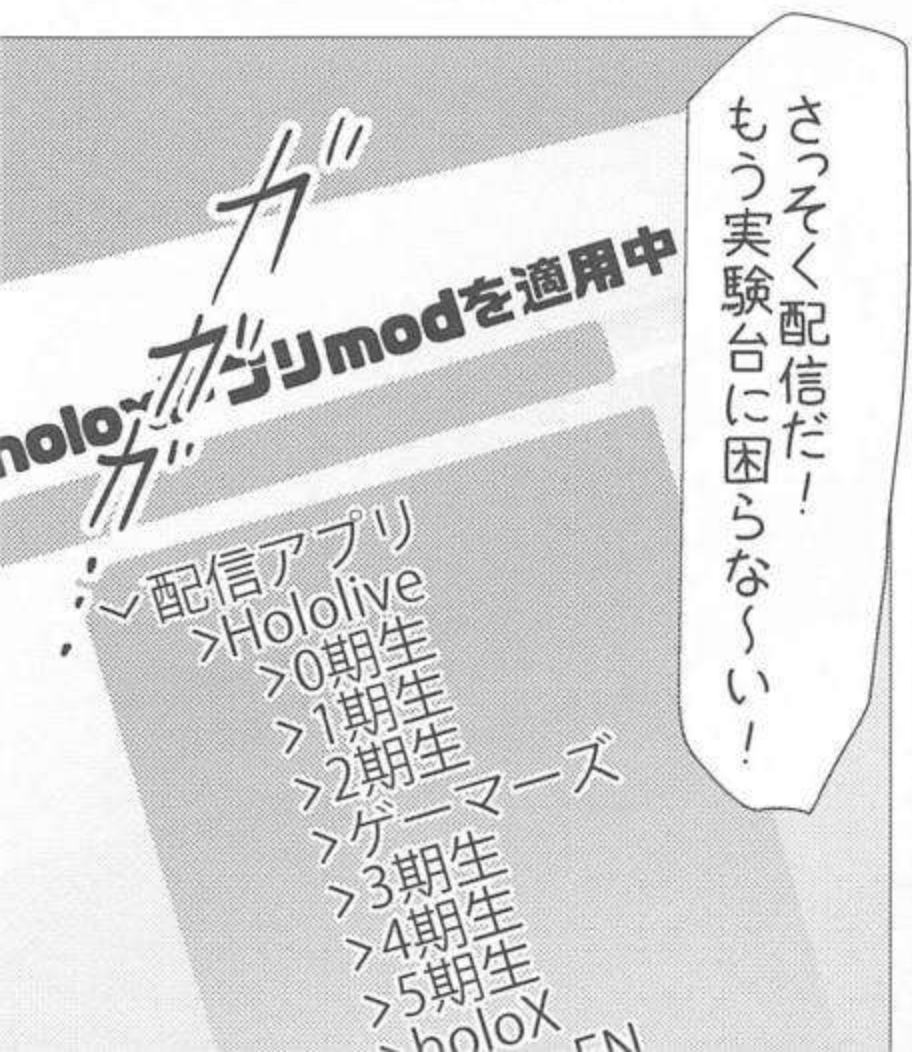 さっそく配信だ！
もう実験台に困らな～い！
ガガガ…
プリmodを適用中
﹀配信アプリ
>Hololive
>0期生
>1期生
>2期生
>ゲーマーズ
>3期生
>4期生
>5期生
>holoX
EN